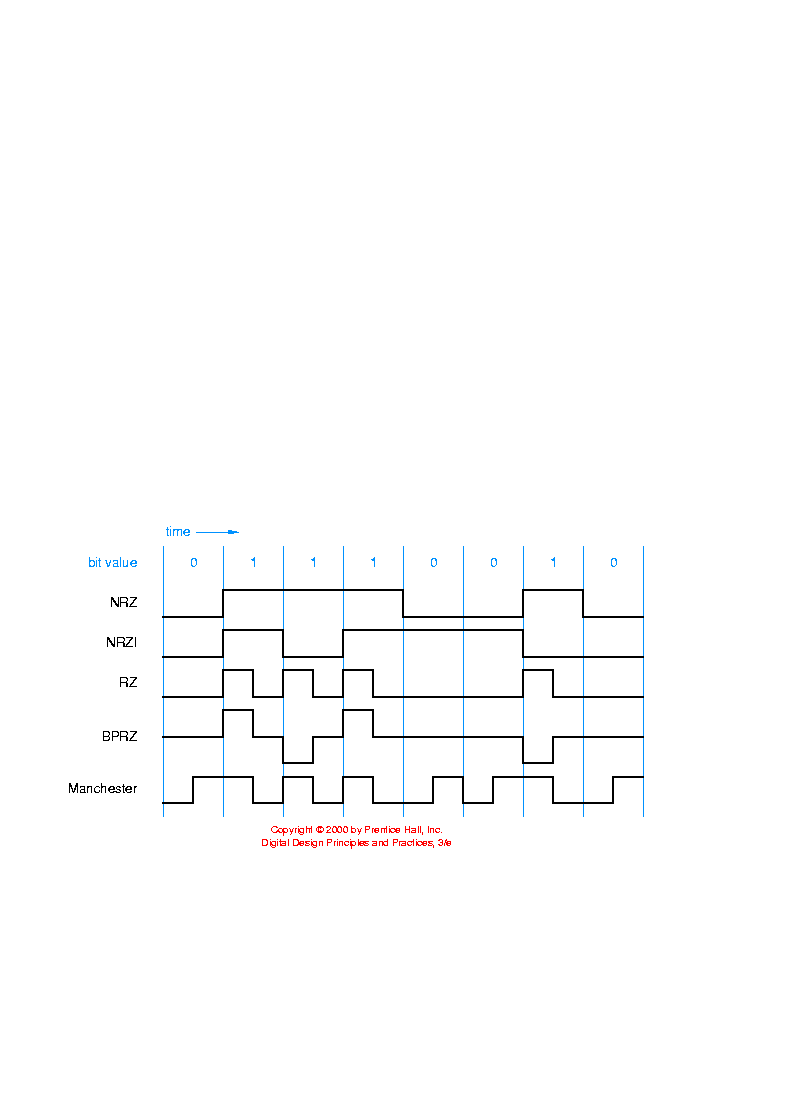 time
bit value 0 1 1 1 0 0 1 0
NRZ
NRZI
RZ
BPRZ
Manchester
Copyright © 2000 by Prentice Hall, Inc.
Digital Design Principles and Practices, 3/e